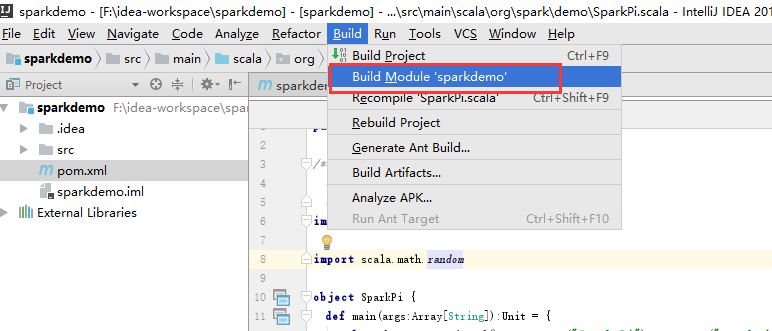 sparkdemo - [F:\idea-workspace\sparkdemo] - [sparkdemo] - ...\src\main\scala\org\spark\demo\SparkPi.scala - IntelliJ IDEA 201
File Edit View Navigate Code Analyze Refactor Build Run Tools VCS Window Help
sparkdemo src main scala org
Build Project Ctrl+F9
Build Module 'sparkdemo'
Recompile 'SparkPi.scala' Ctrl+Shift+F9
Rebuild Project
Generate Ant Build...
Build Artifacts...
Analyze APK...
Run Ant Target Ctrl+Shift+F10
Project
sparkdemo F:\idea-workspace\spar
.idea
src
pom.xml
sparkdemo.iml
External Libraries
sparkdem
2
3 /*
5
6 im
7
8 import scala.math.random
9
10 object SparkPi {
11 def main(args:Array[String]):Unit = {